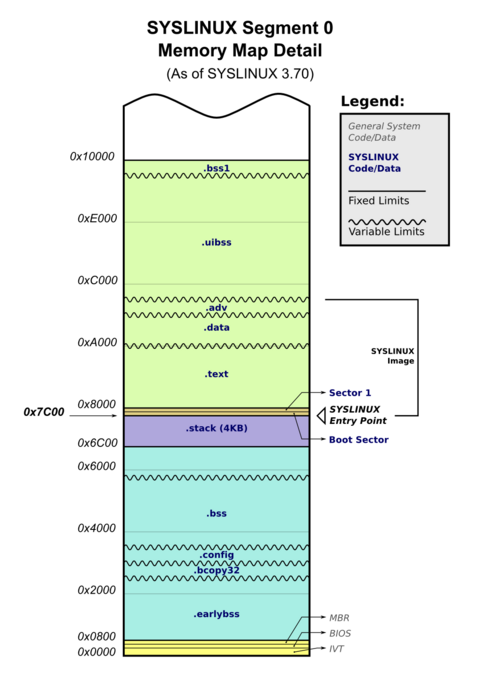 SYSLINUX Segment 0
Memory Map Detail
(As of SYSLINUX 3.70)
Legend:
General System
Code/Data
SYSLINUX
Code/Data
Fixed Limits
Variable Limits
0x10000
.bss1
0xE000
.uibss
0xC000
.adv
.data
0xA000
SYSLINUX
Image
.text
Sector 1
0x8000
0x7C00
SYSLINUX
Entry Point
.stack (4KB)
Boot Sector
0x6C00
0x6000
.bss
0x4000
.config
.bcopy32
0x2000
.earlybss
MBR
0x0800
BIOS
0x0000
IVT